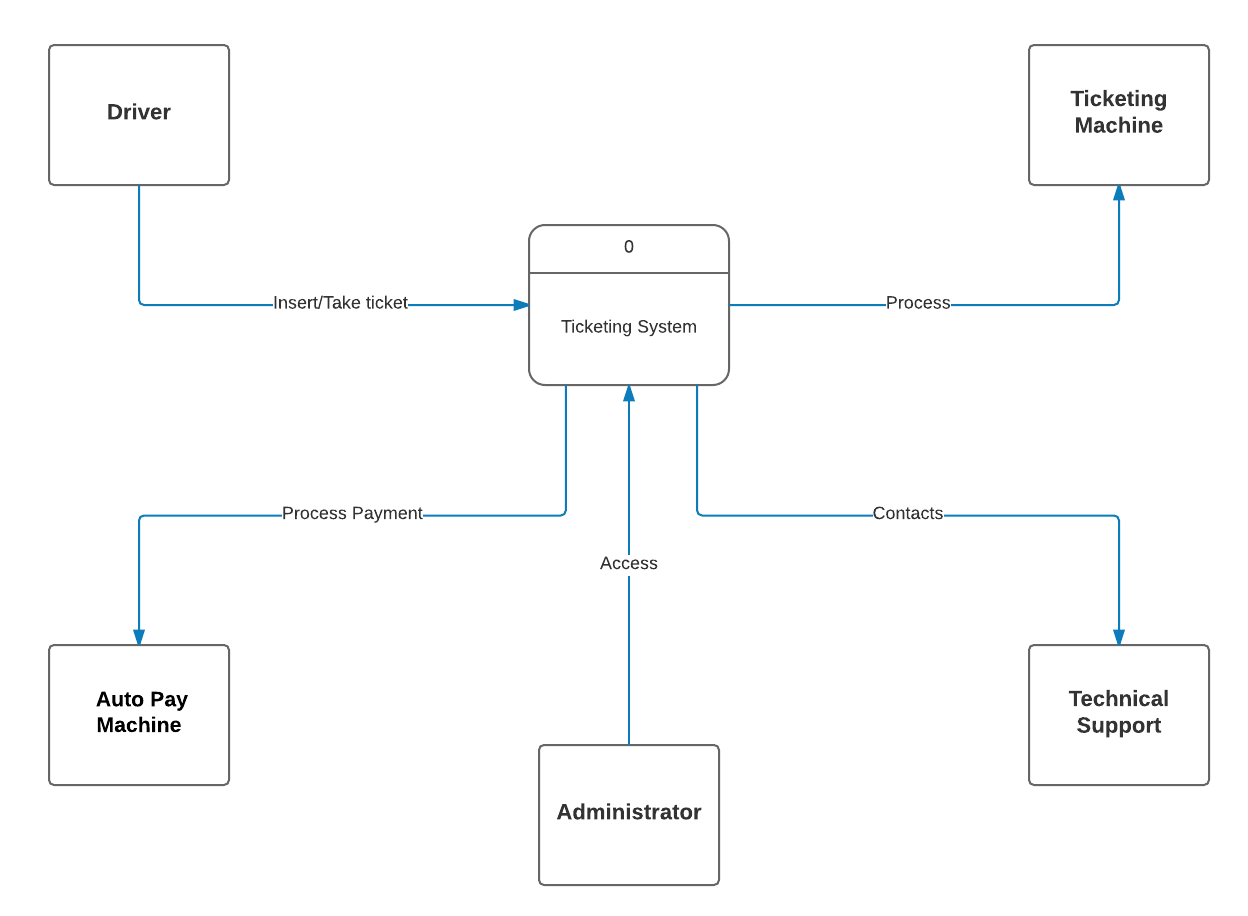 Driver
Ticketing
Machine
0
Insert/Take ticket
Process
Ticketing System
Process Payment
Contacts
Access
Auto Pay
Machine
Technical
Support
Administrator